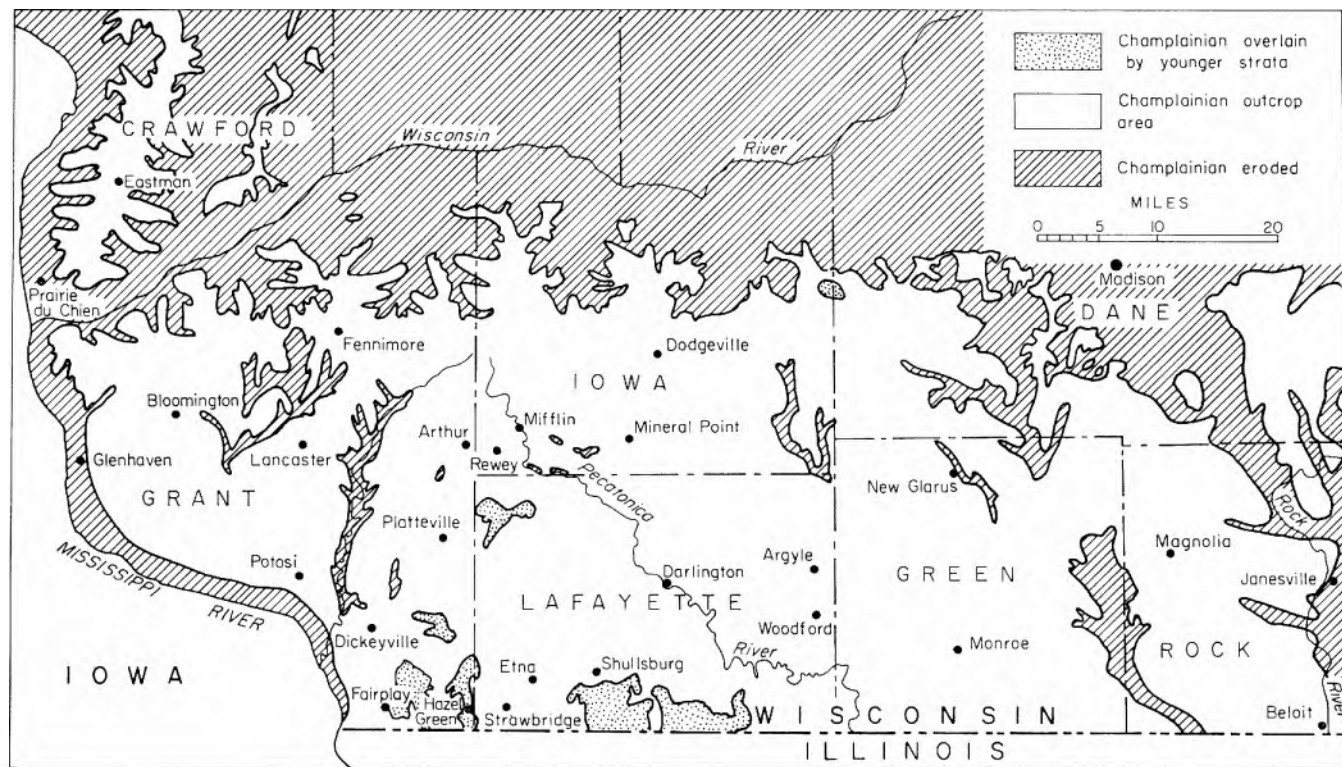 Champlainian overlain
by younger strata
Champlainian outcrop
area
Champlainian eroded
MILES
0 5 10 20
CRAWFORD
Wisconsin
River
Eastman
Prairie
du Chien
Madison
DANE
Fennimore
Dodgeville
IOWA
Bloomington
Mifflin
Arthur
Mineral Point
Lancaster
Rewey
Glenhaven
Pecatonica
GRANT
New Glarus
Rock
Platteville
Magnolia
Argyle
Potosi
GREEN
Janesville
MISSISSIPPI
RIVER
Darlington
LAFAYETTE
Woodford
Dickeyville
River
Monroe
ROCK
IOWA
Etna
Shullsburg
Fairplay
Hazel
Green
Strawbridge
WISCONSIN
River
Beloit
ILLINOIS